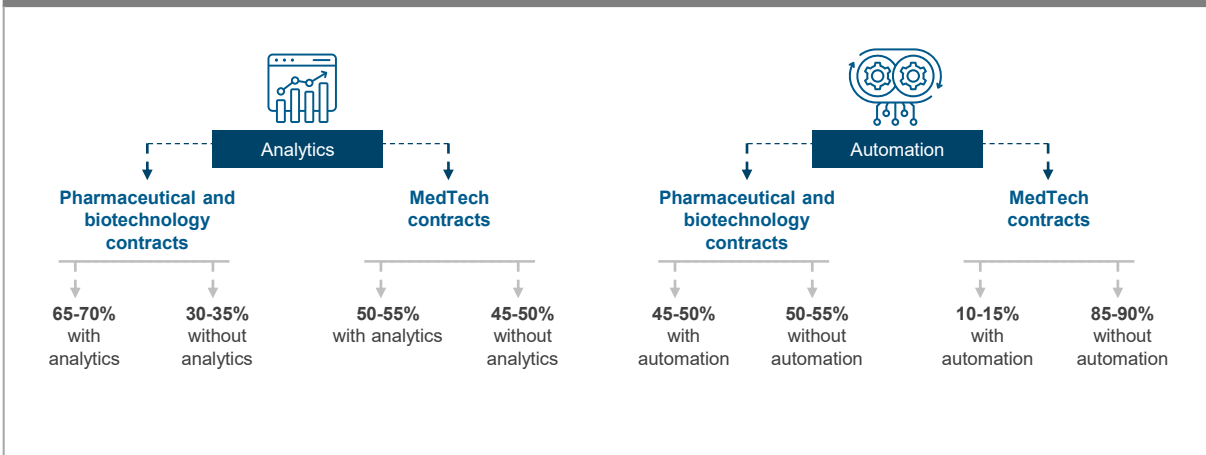 Analytics
Pharmaceutical and
biotechnology
contracts
MedTech
contracts
65-70%
with
analytics
30-35%
without
analytics
50-55%
with analytics
45-50%
without
analytics
Automation
Pharmaceutical and
biotechnology
contracts
MedTech
contracts
45-50%
with
automation
50-55%
without
automation
10-15%
with
automation
85-90%
without
automation